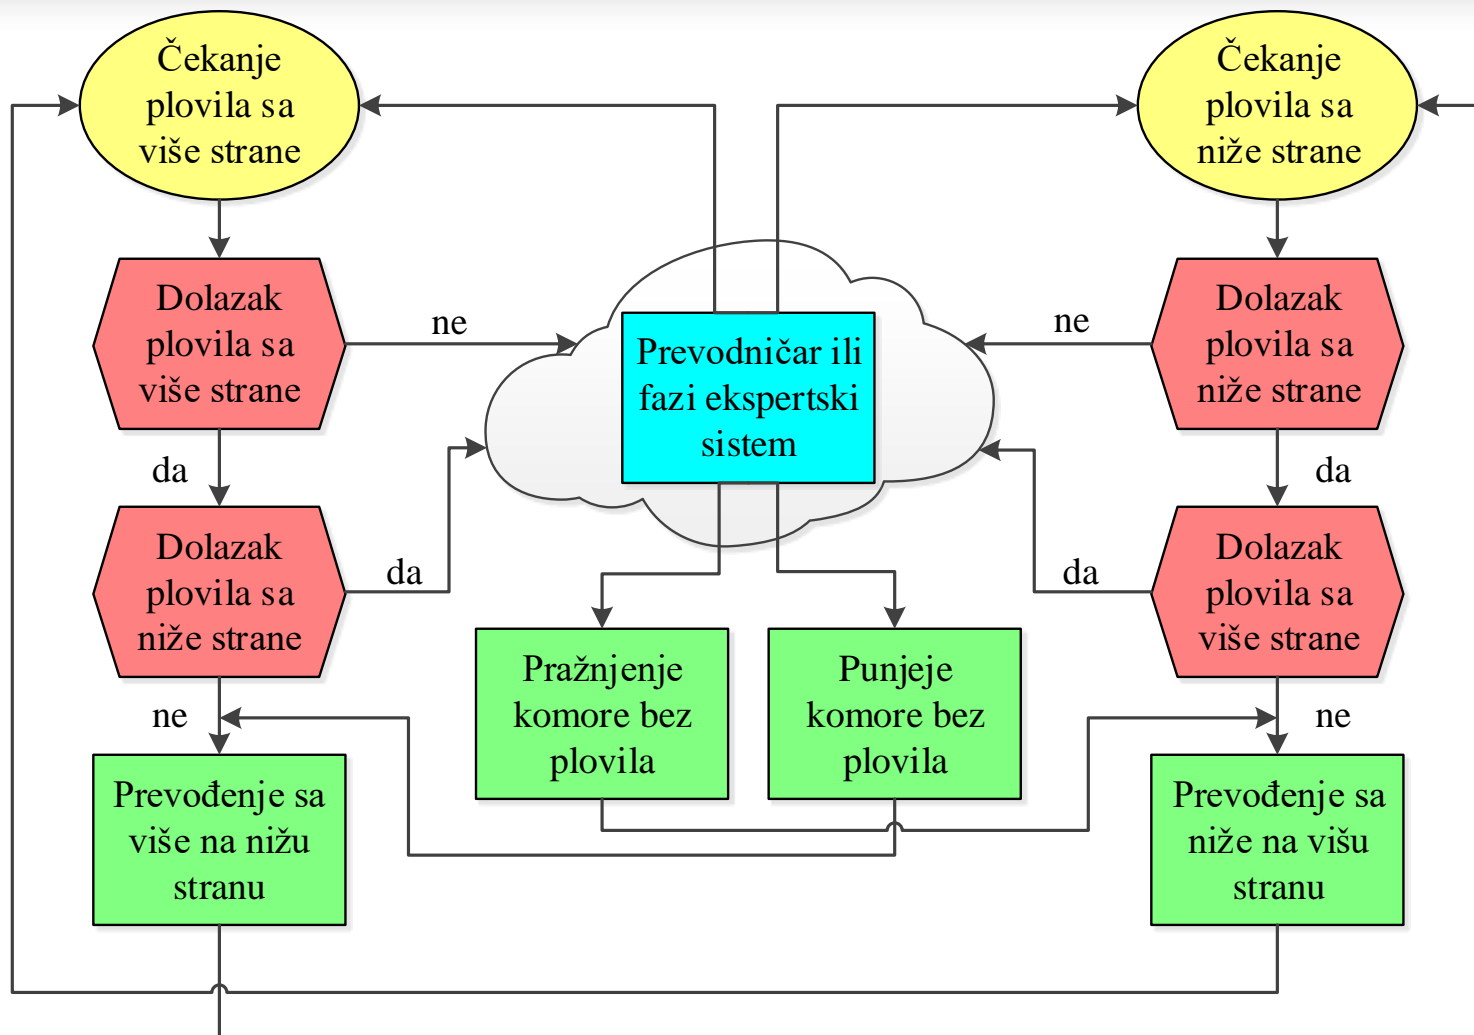 Čekanje
plovila sa
više strane
Čekanje
plovila sa
niže strane
Dolazak
plovila sa
više strane
ne
Prevodničar ili
fazi ekspertski
sistem
ne
Dolazak
plovila sa
niže strane
da
da
Dolazak
plovila sa
niže strane
da
da
Dolazak
plovila sa
više strane
Pražnjenje
komore bez
plovila
Punjeje
komore bez
plovila
ne
ne
Prevođenje sa
više na nižu
stranu
Prevođenje sa
niže na višu
stranu